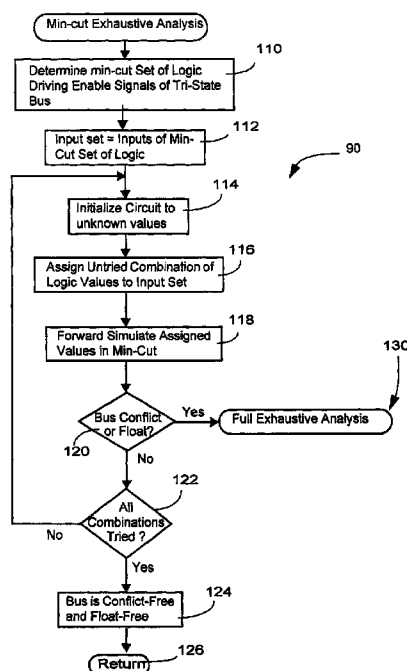 Min-cut Exhaustive Analysis
110
Determine min-cut Set of Logic
Driving Enable Signals of Tri-State
Bus
112
Input set = Inputs of Min-
Cut Set of Logic
90
114
Initialize Circuit to
unknown values
116
Assign Untried Combination of
Logic Values to Input Set
118
Forward Simulate Assigned
Values in Min-Cut
130
Bus Conflict
or Float?
Yes
Full Exhaustive Analysis
120
No
122
All
Combinations
Tried ?
No
Yes
124
Bus is Conflict-Free
and Float-Free
126
Return